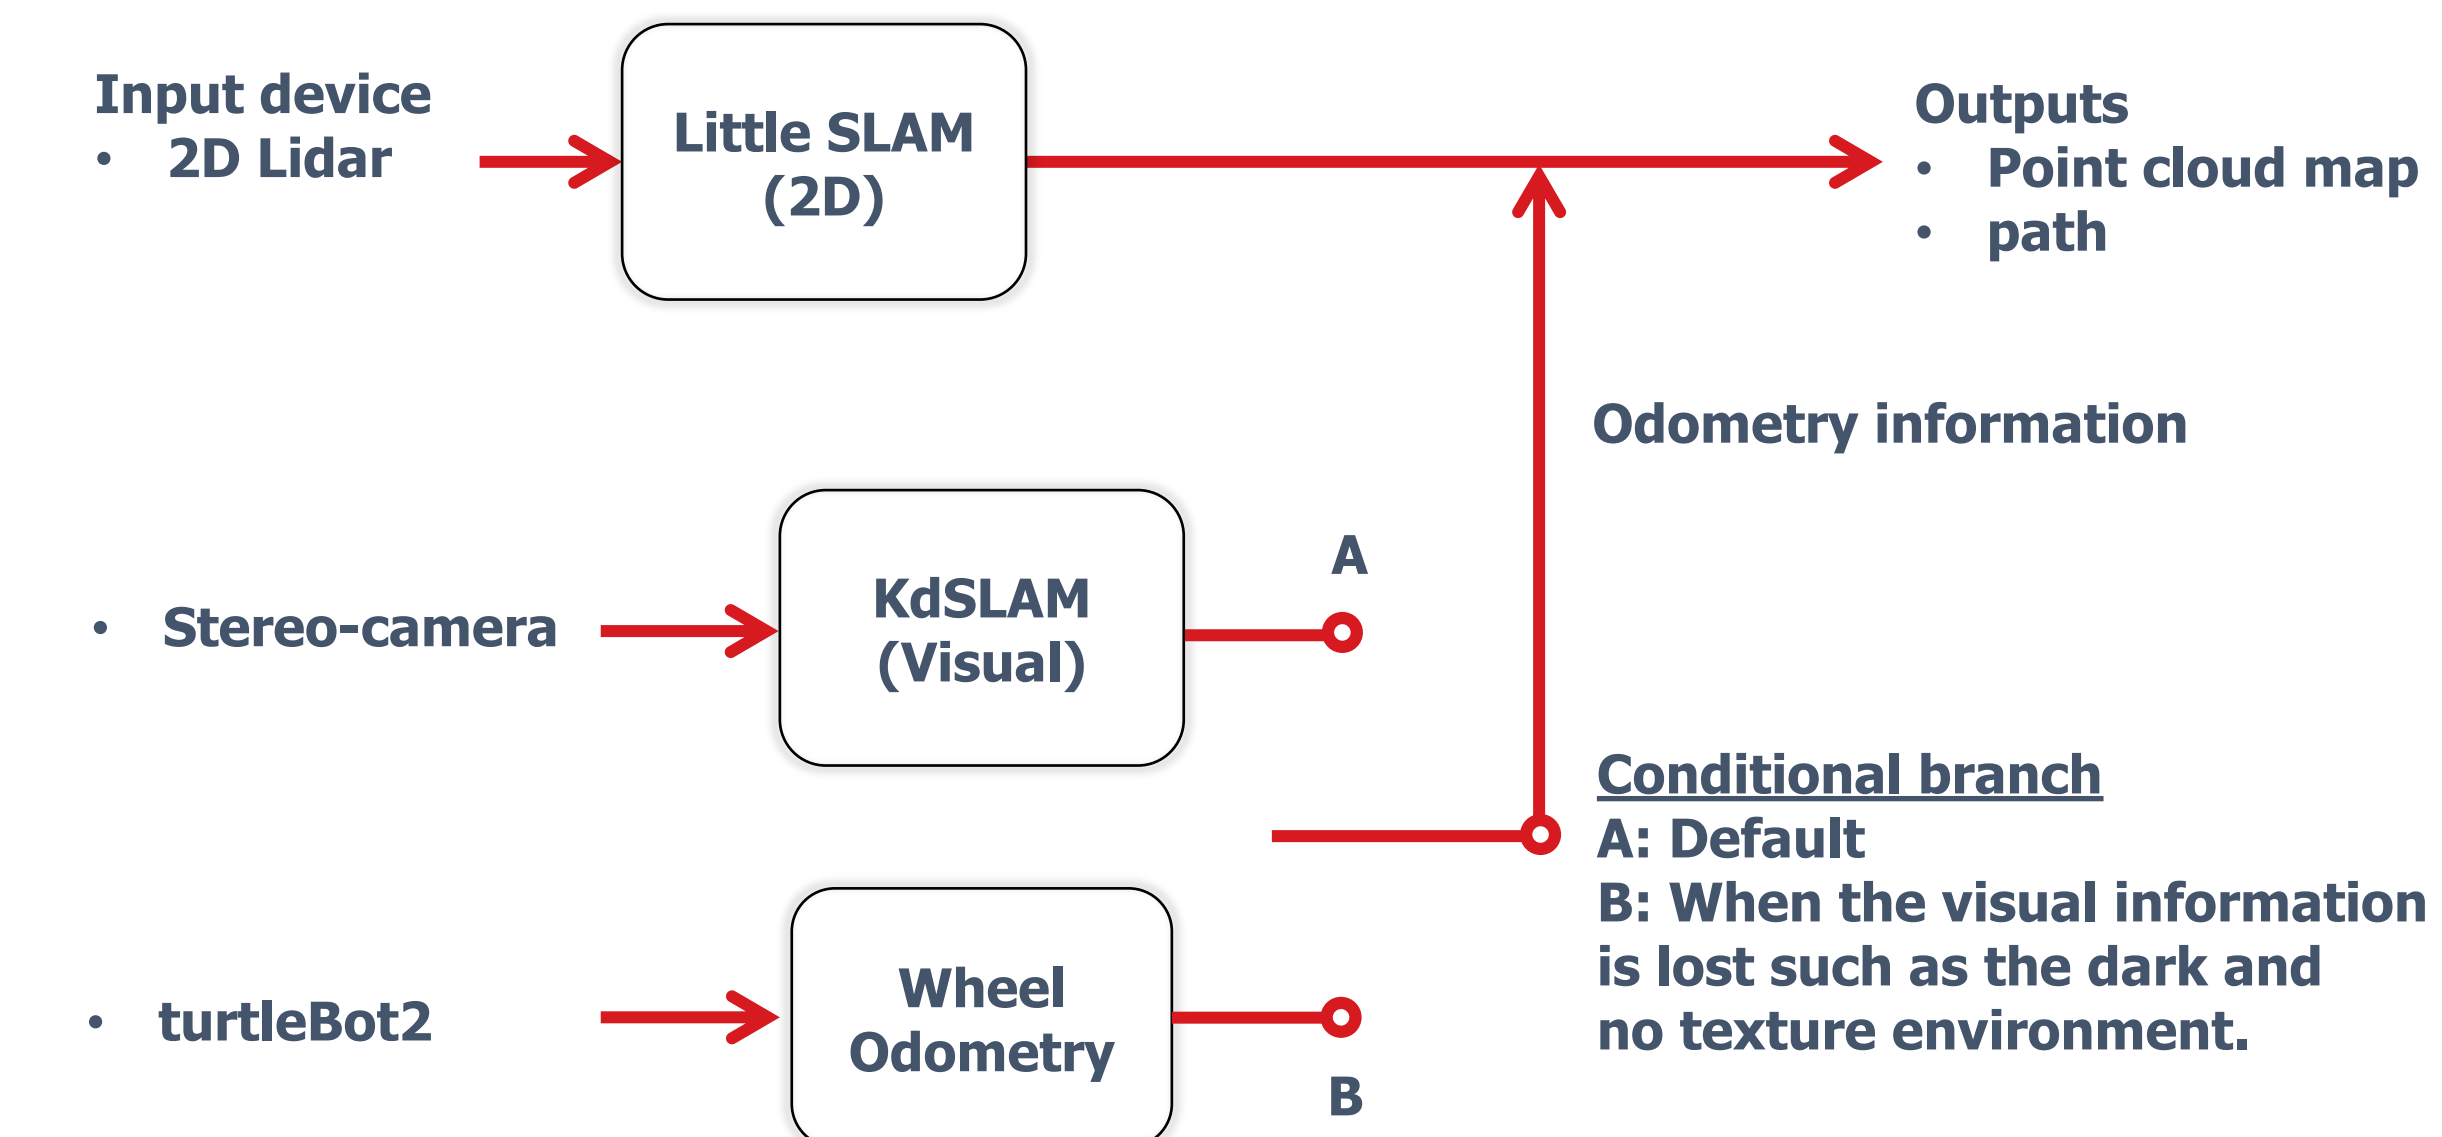 Input device
• 2D Lidar
Little SLAM
(2D)
Outputs
• Point cloud map
• path
Odometry information
• Stereo-camera
KdSLAM
(Visual)
A
Conditional branch
A: Default
B: When the visual information
is lost such as the dark and
no texture environment.
• turtleBot2
Wheel
Odometry
B